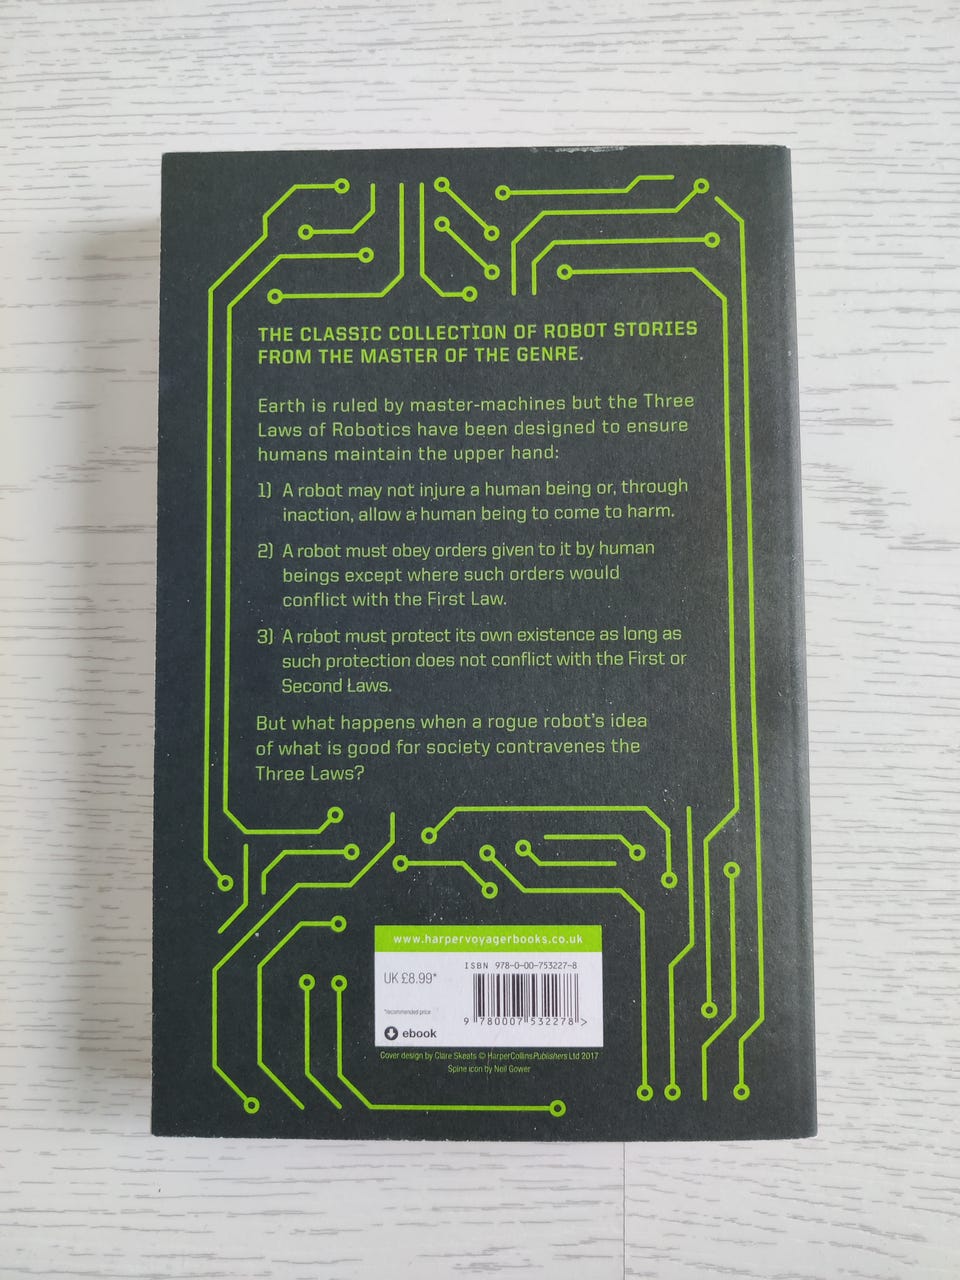 THE CLASSIC COLLECTION OF ROBOT STORIES
FROM THE MASTER OF THE GENRE.
Earth is ruled by master-machines but the Three
Laws of Robotics have been designed to ensure
humans maintain the upper hand:
1) A robot may not injure a human being or, through
inaction, allow a human being to come to harm.
2) A robot must obey orders given to it by human
beings except where such orders would
conflict with the First Law.
3) A robot must protect its own existence as long as
such protection does not conflict with the First or
Second Laws.
But what happens when a rogue robot's idea
of what is good for society contravenes the
Three Laws?
www.harpervoyagerbooks.co.uk
ISBN 978-0-00-753227-8
UK £8.99*
*recommended price
ebook
9 780007 532278 >
Cover design by Claire Skeats © HarperCollinsPublishers Ltd 2017
Spine icon by Neil Gower